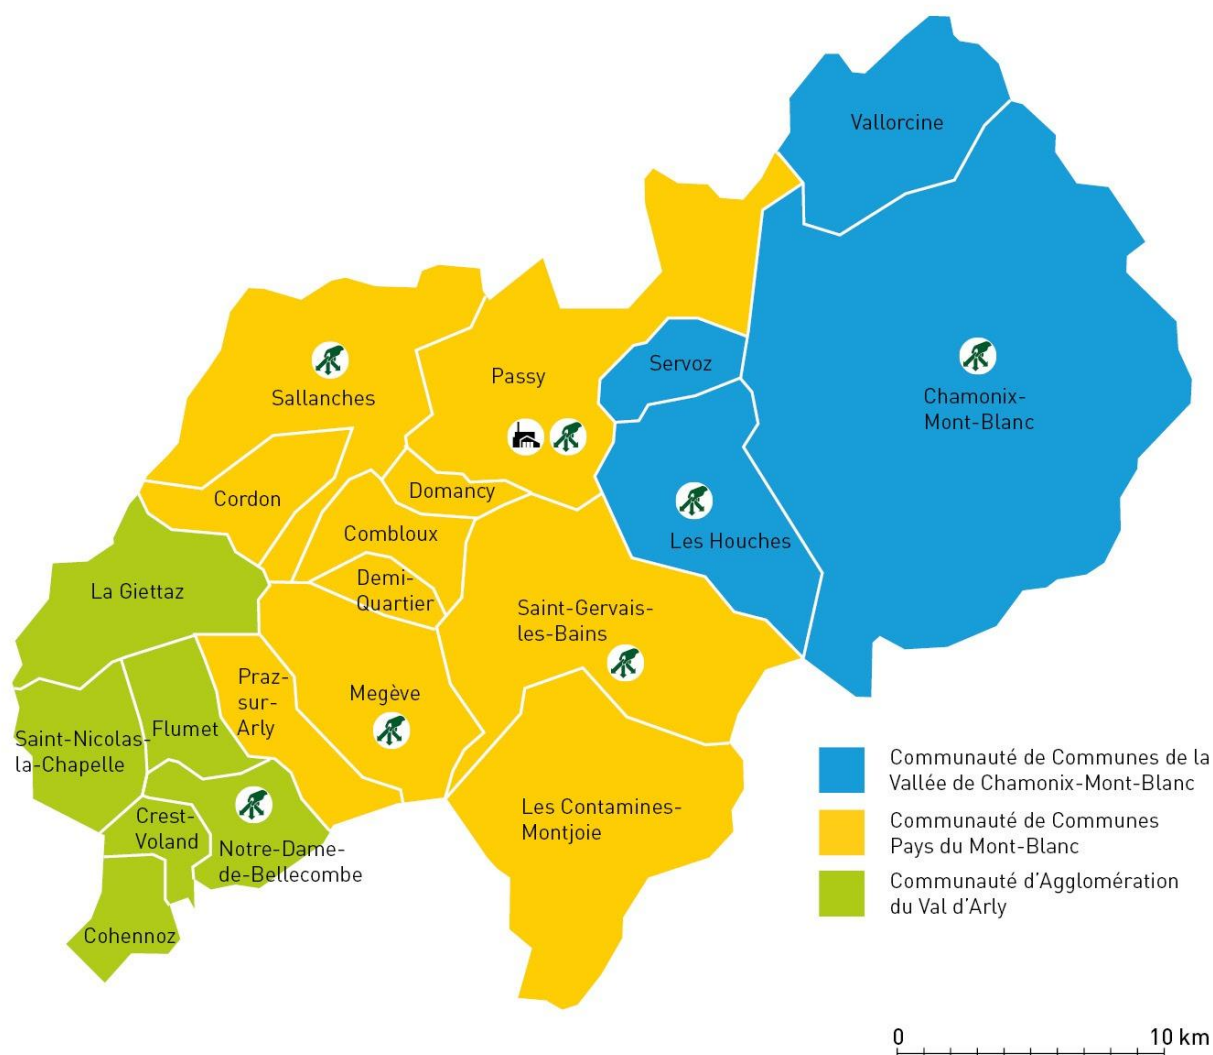 Vallorcine
Servoz
Passy
Sallanches
Chamonix-
Mont-Blanc
Cordon
Domancy
Combloux
Les Houches
La Giettaz
Demi-
Quartier
Saint-Gervais-
les-Bains
Praz-
sur-
Arly
Megève
Saint-Nicolas-
la-Chapelle
Flumet
Crest-
Voland
Notre-Dame-
de-Bellecombe
Les Contamines-
Montjoie
Cohennoz
Communauté de Communes de la
Vallée de Chamonix-Mont-Blanc
Communauté de Communes
Pays du Mont-Blanc
Communauté d'Agglomération
du Val d'Arly
0 10 km